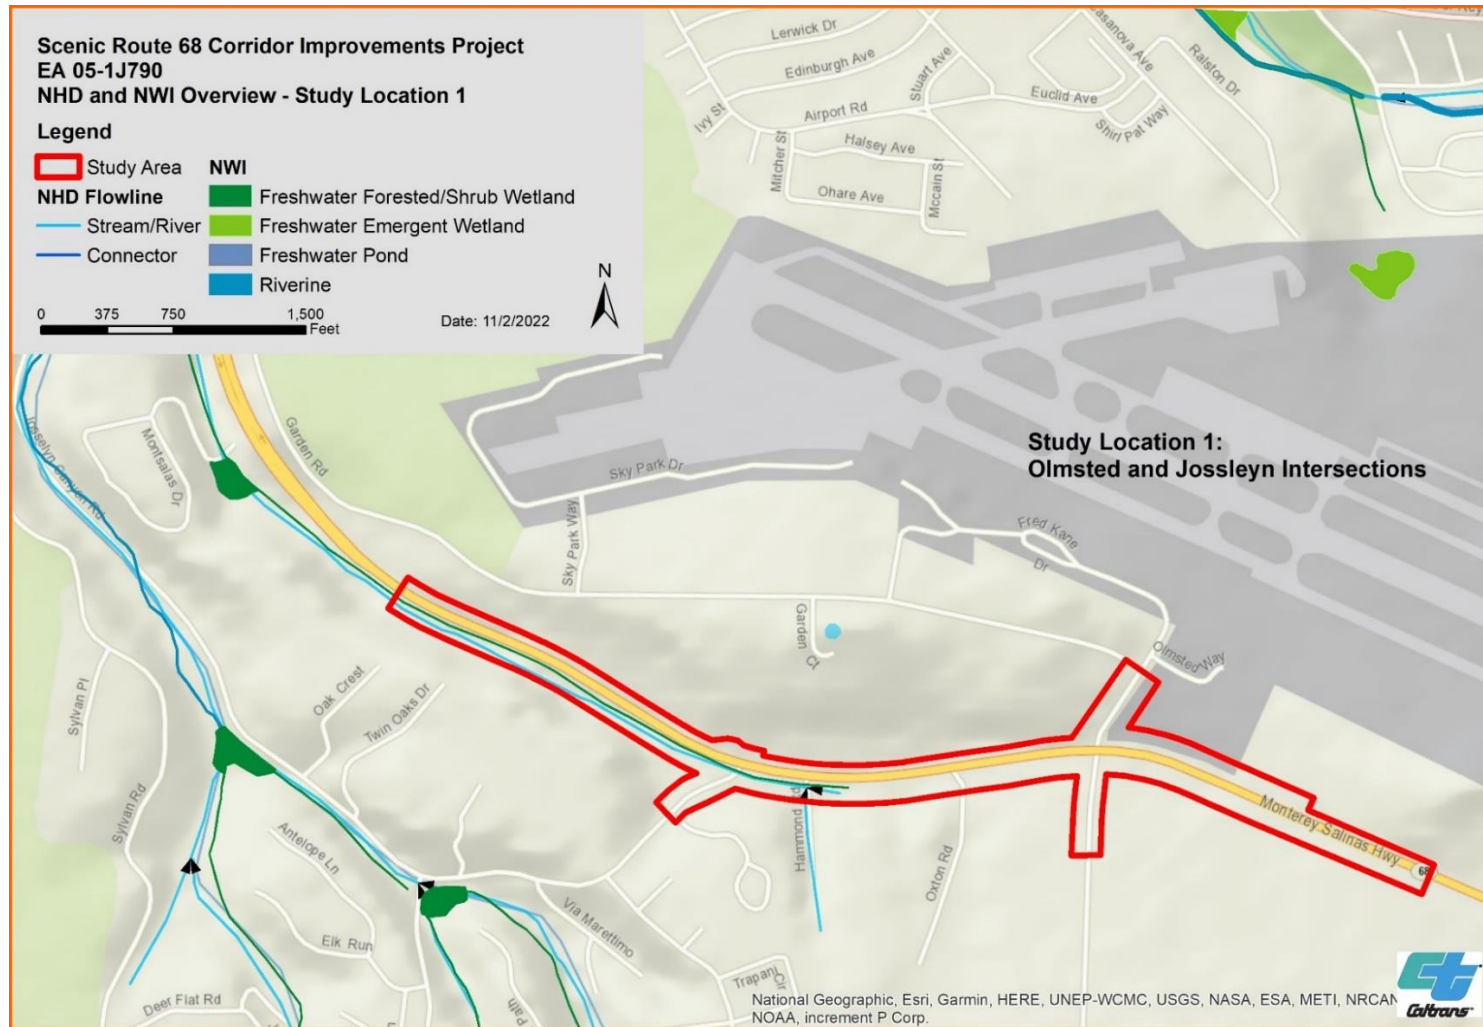 Scenic Route 68 Corridor Improvements Project
EA 05-1J790
NHD and NWI Overview - Study Location 1
Legend
Study Area
NWI
NHD Flowline
Freshwater Forested/Shrub Wetland
Stream/River
Freshwater Emergent Wetland
Connector
Freshwater Pond
Riverine
N
0 375 750 1,500
Feet
Date: 11/2/2022
Lerwick Dr
Edinburgh Ave
Stuart Ave
Ivy St
Airport Rd
Euclid Ave
Ralston Dr
Shirl Pat Way
Halsey Ave
Mitcher St
Ohare Ave
Mccain St
Study Location 1:
Olmsted and Jossleyn Intersections
Josselyn Canyon Rd
Montsalas Dr
Garden Rd
Sky Park Dr
Sky Park Way
Fred Kane
Dr
Garden
Ct
Olmsted Way
Sylvan Pl
Oak Crest
Twin Oaks Dr
Sylvan Rd
Antelope Ln
Hammond Rd
Oxton Rd
Monterey Salinas Hwy
68
Elk Run
Via Marettimo
Deer Flat Rd
Path
Trapani
Cir
National Geographic, Esri, Garmin, HERE, UNEP-WCMC, USGS, NASA, ESA, METI, NRCAN
NOAA, increment P Corp.
Caltrans